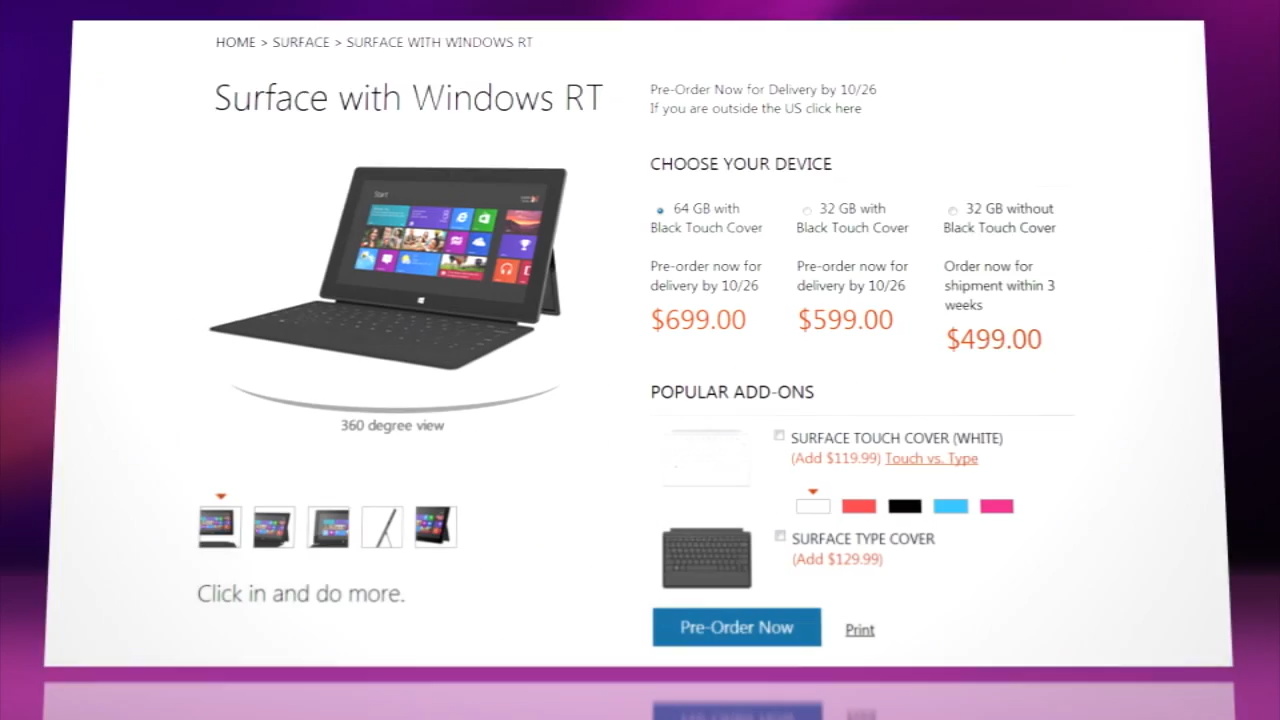 HOME > SURFACE > SURFACE WITH WINDOWS RT
Surface with Windows RT
Pre-Order Now for Delivery by 10/26
If you are outside the US click here
CHOOSE YOUR DEVICE
64 GB with
Black Touch Cover
Pre-order now for
delivery by 10/26
$699.00
32 GB with
Black Touch Cover
Pre-order now for
delivery by 10/26
$599.00
32 GB without
Black Touch Cover
Order now for
shipment within 3
weeks
$499.00
Start
360 degree view
Click in and do more.
POPULAR ADD-ONS
SURFACE TOUCH COVER (WHITE)
(Add $119.99) Touch vs. Type
SURFACE TYPE COVER
(Add $129.99)
Pre-Order Now
Print